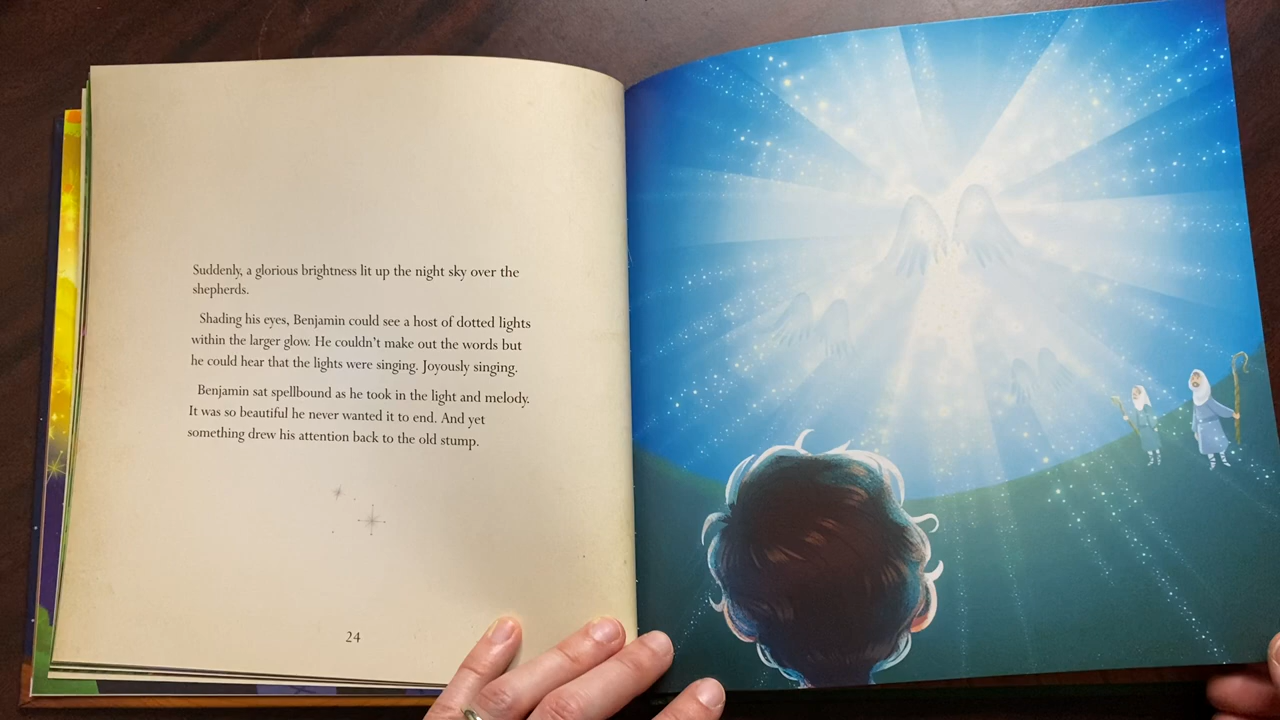 Suddenly, a glorious brightness lit up the night sky over the
shepherds.
Shading his eyes, Benjamin could see a host of dotted lights
within the larger glow. He couldn't make out the words but
he could hear that the lights were singing. Joyously singing.
Benjamin sat spellbound as he took in the light and melody.
It was so beautiful he never wanted it to end. And yet
something drew his attention back to the old stump.
24